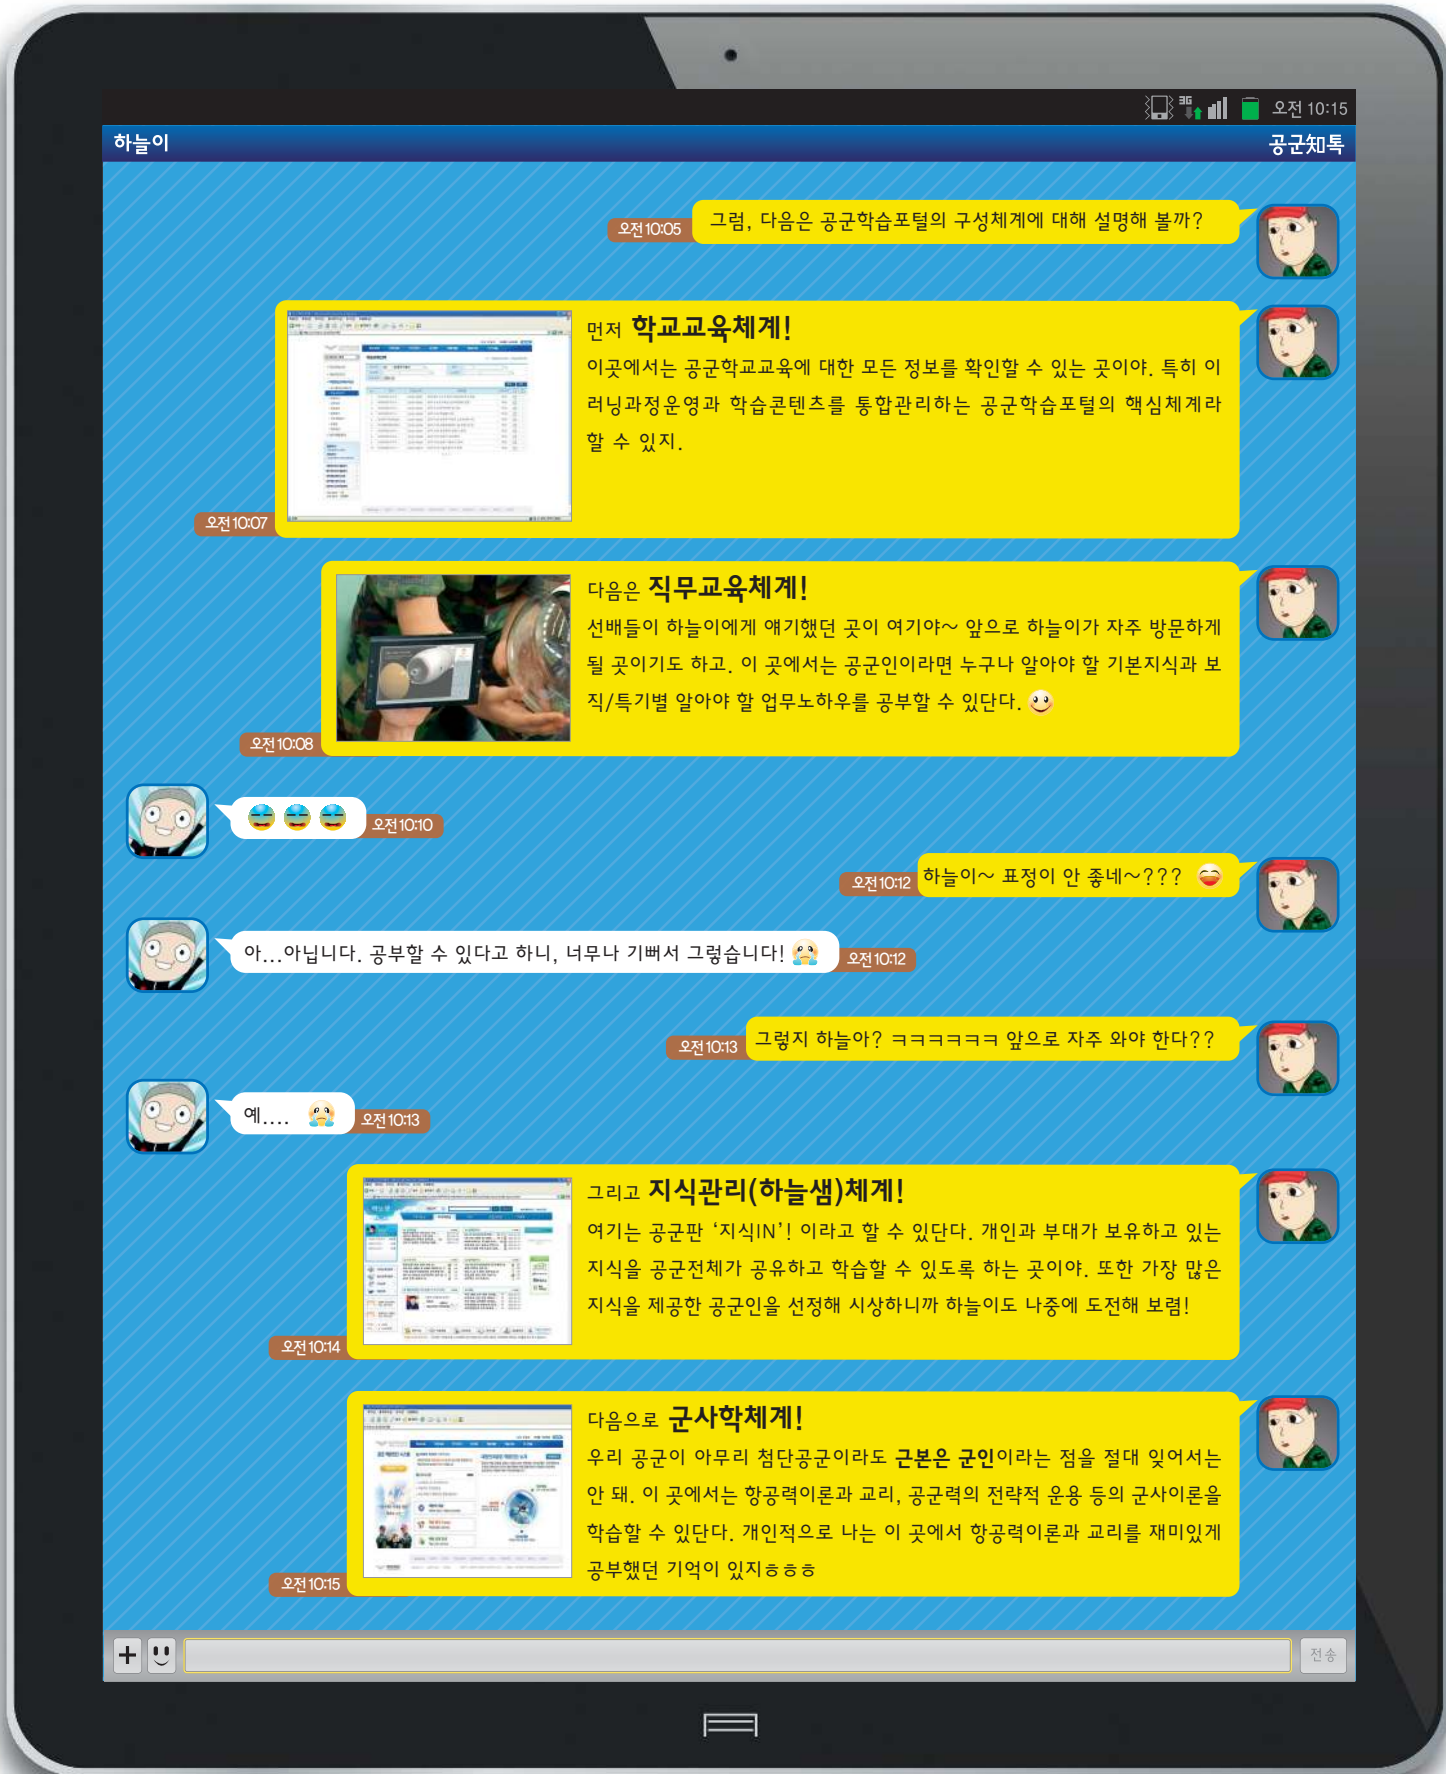 3G
오전 10:15
하늘이
공군知톡
그럼, 다음은 공군학습포털의 구성체계에 대해 설명해 볼까?
오전 10:05
먼저 학교교육체계!
이곳에서는 공군학교교육에 대한 모든 정보를 확인할 수 있는 곳이야. 특히 이
러닝과정운영과 학습콘텐츠를 통합관리하는 공군학습포털의 핵심체계라
할 수 있지.
오전 10:07
다음은 직무교육체계!
선배들이 하늘이에게 얘기했던 곳이 여기야~ 앞으로 하늘이가 자주 방문하게
될 곳이기도 하고. 이 곳에서는 공군인이라면 누구나 알아야 할 기본지식과 보
직/특기별 알아야 할 업무노하우를 공부할 수 있단다.
오전 10:08
오전 10:10
하늘이~ 표정이 안 좋네~???
오전 10:12
아...아닙니다. 공부할 수 있다고 하니, 너무나 기뻐서 그렇습니다!
오전 10:12
그렇지 하늘아? ㅋㅋㅋㅋㅋㅋ 앞으로 자주 와야 한다??
오전 10:13
예....
오전 10:13
그리고 지식관리(하늘샘)체계!
여기는 공군판 ‘지식IN’! 이라고 할 수 있단다. 개인과 부대가 보유하고 있는
지식을 공군전체가 공유하고 학습할 수 있도록 하는 곳이야. 또한 가장 많은
지식을 제공한 공군인을 선정해 시상하니까 하늘이도 나중에 도전해 보렴!
오전 10:14
다음으로 군사학체계!
우리 공군이 아무리 첨단공군이라도 근본은 군인이라는 점을 절대 잊어서는
안 돼. 이 곳에서는 항공력이론과 교리, 공군력의 전략적 운용 등의 군사이론을
학습할 수 있단다. 개인적으로 나는 이 곳에서 항공력이론과 교리를 재미있게
공부했던 기억이 있지ㅎㅎㅎ
오전 10:15
전송